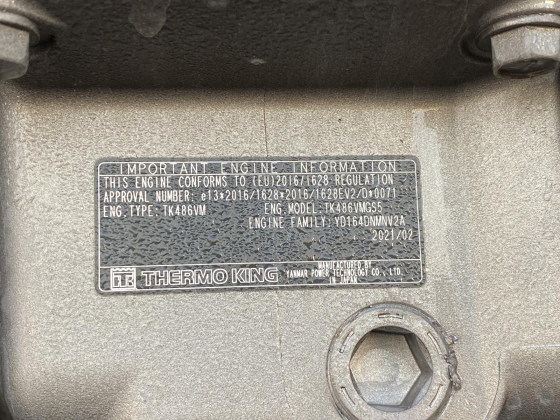 IMPORTANT ENGINE INFORMATION
THIS ENGINE CONFORMS TO (EU)2016/1628 REGULATION
APPROVAL NUMBER: e13*2016/1628*2016/1628EV2/D*0071
ENG.TYPE: TK486VM ENG.MODEL: TK486VMGS5
ENGINE FAMILY: YD164DNMNV2A
2021/02
THERMO KING
MANUFACTURED BY
YANMAR POWER TECHNOLOGY CO., LTD.
IN JAPAN